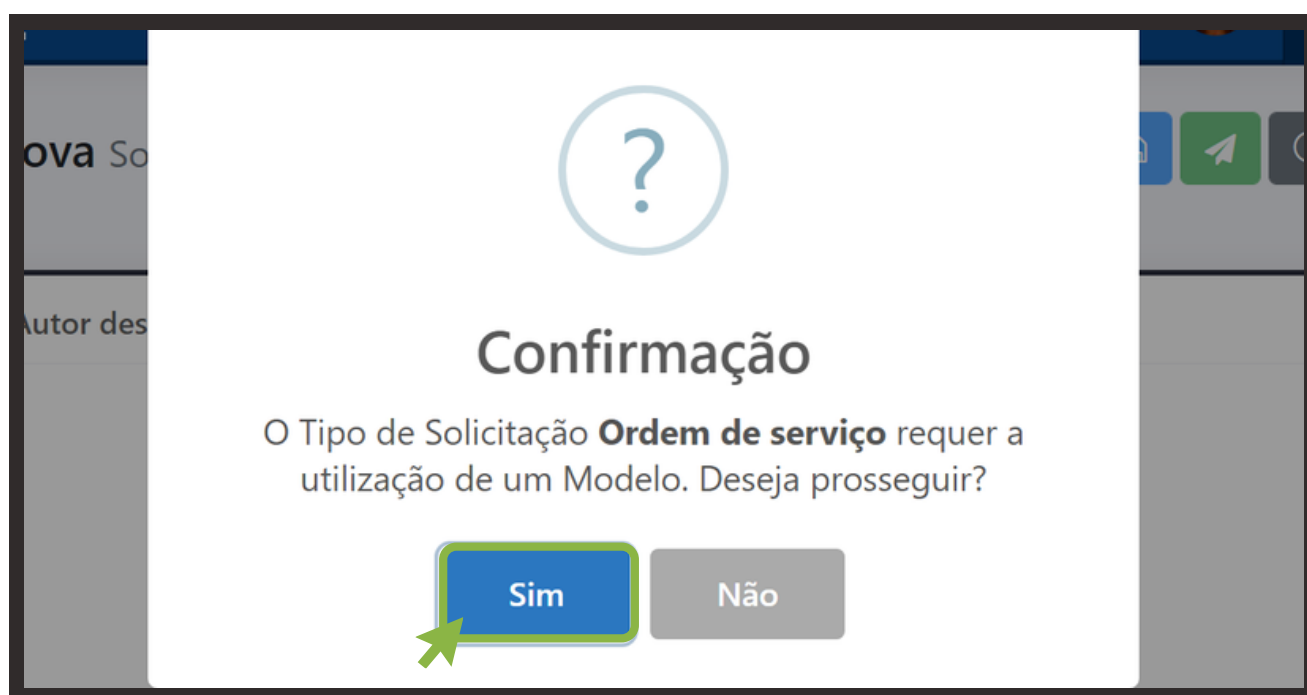 ova So
?
Autor des
Confirmação
O Tipo de Solicitação Ordem de serviço requer a
utilização de um Modelo. Deseja prosseguir?
Sim
Não